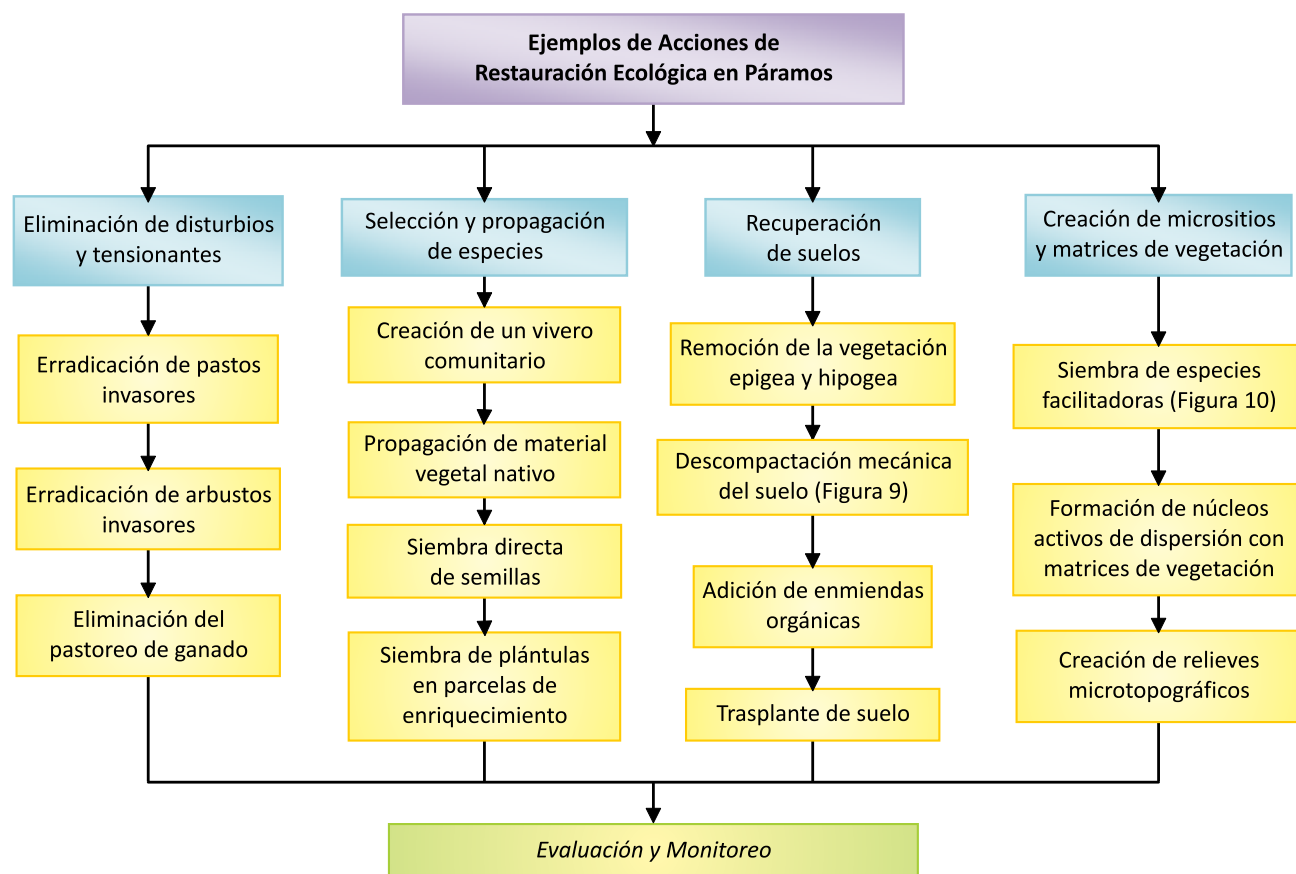 Ejemplos de Acciones de
Restauración Ecológica en Páramos
Eliminación de disturbios
y tensionantes
Erradicación de pastos
invasores
Erradicación de arbustos
invasores
Eliminación del
pastoreo de ganado
Selección y propagación
de especies
Creación de un vivero
comunitario
Propagación de material
vegetal nativo
Siembra directa
de semillas
Siembra de plántulas
en parcelas de
enriquecimiento
Recuperación
de suelos
Remoción de la vegetación
epigea y hipogea
Descompactación mecánica
del suelo (Figura 9)
Adición de enmiendas
orgánicas
Trasplante de suelo
Creación de micrositios
y matrices de vegetación
Siembra de especies
facilitadoras (Figura 10)
Formación de núcleos
activos de dispersión con
matrices de vegetación
Creación de relieves
microtopográficos
Evaluación y Monitoreo